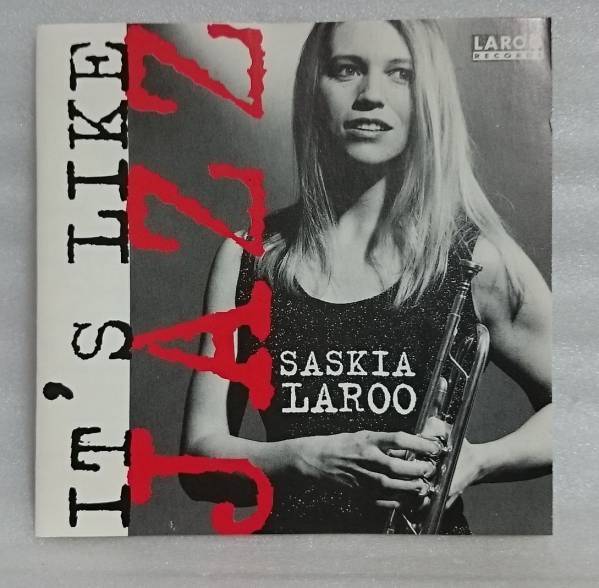 IT'S LIKE
JAZZ
LAROO
RECORDS
SASKIA
LAROO